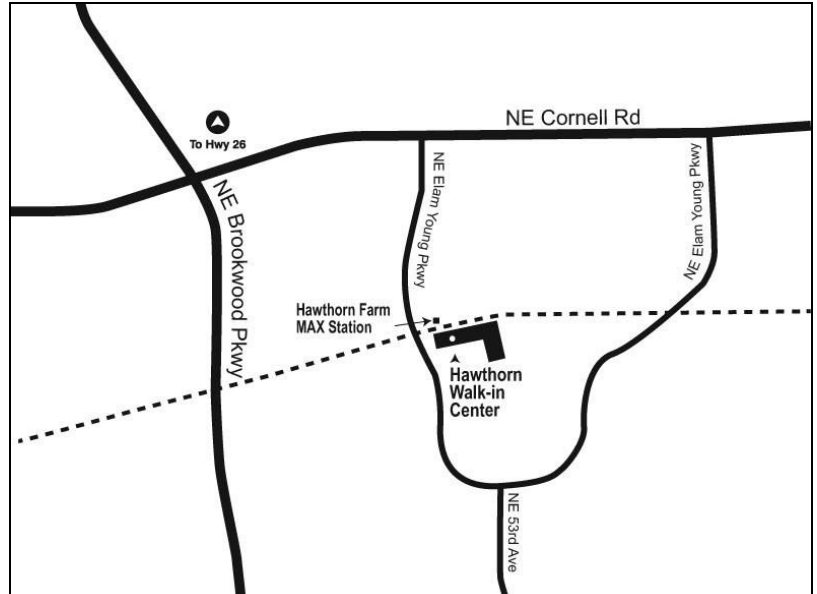 NE Cornell Rd
To Hwy 26
NE Elam Young Pkwy
NE Elam Young Pkwy
NE Brookwood Pkwy
Hawthorn Farm
MAX Station
Hawthorn
Walk-in
Center
NE 53rd Ave